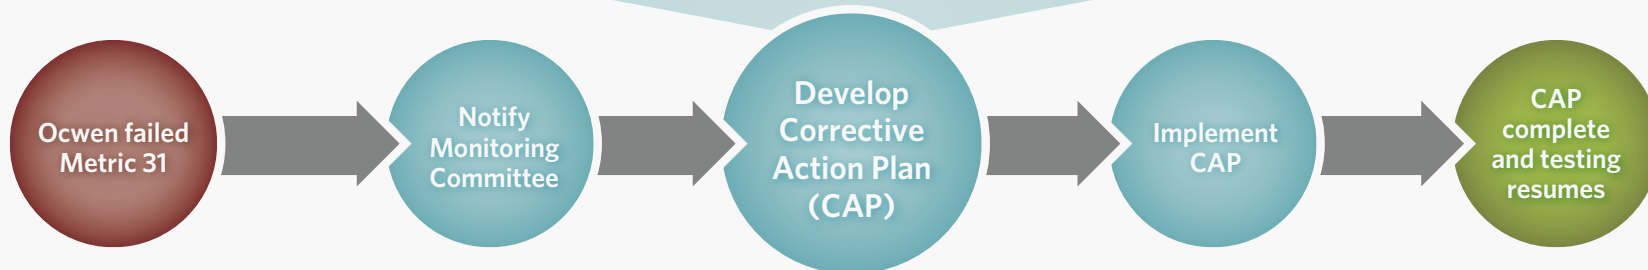 Ocwen failed
Metric 31
Notify
Monitoring
Committee
Develop
Corrective
Action Plan
(CAP)
Implement
CAP
CAP
complete
and testing
resumes